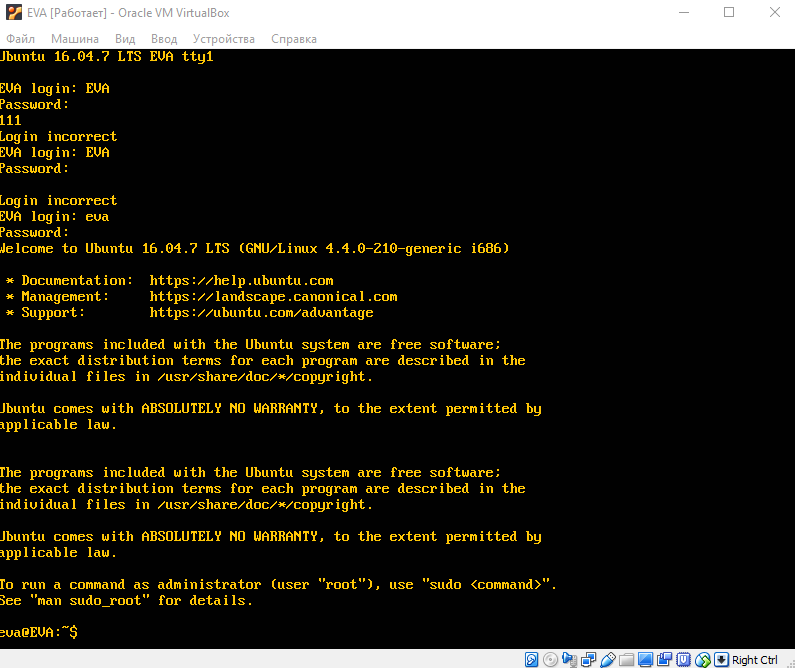 EVA [Работает] - Oracle VM VirtualBox
Файл Машина Вид Ввод Устройства Справка
Ubuntu 16.04.7 LTS EVA tty1
EVA login: EVA
Password:
111
Login incorrect
EVA login: EVA
Password:
Login incorrect
EVA login: eva
Password:
Welcome to Ubuntu 16.04.7 LTS (GNU/Linux 4.4.0-210-generic i686)
* Documentation: https://help.ubuntu.com
* Management: https://landscape.canonical.com
* Support: https://ubuntu.com/advantage
The programs included with the Ubuntu system are free software;
the exact distribution terms for each program are described in the
individual files in /usr/share/doc/*/copyright.
Ubuntu comes with ABSOLUTELY NO WARRANTY, to the extent permitted by
applicable law.
The programs included with the Ubuntu system are free software;
the exact distribution terms for each program are described in the
individual files in /usr/share/doc/*/copyright.
Ubuntu comes with ABSOLUTELY NO WARRANTY, to the extent permitted by
applicable law.
To run a command as administrator (user "root"), use "sudo <command>".
See "man sudo_root" for details.
eva@EVA:~$
Right Ctrl